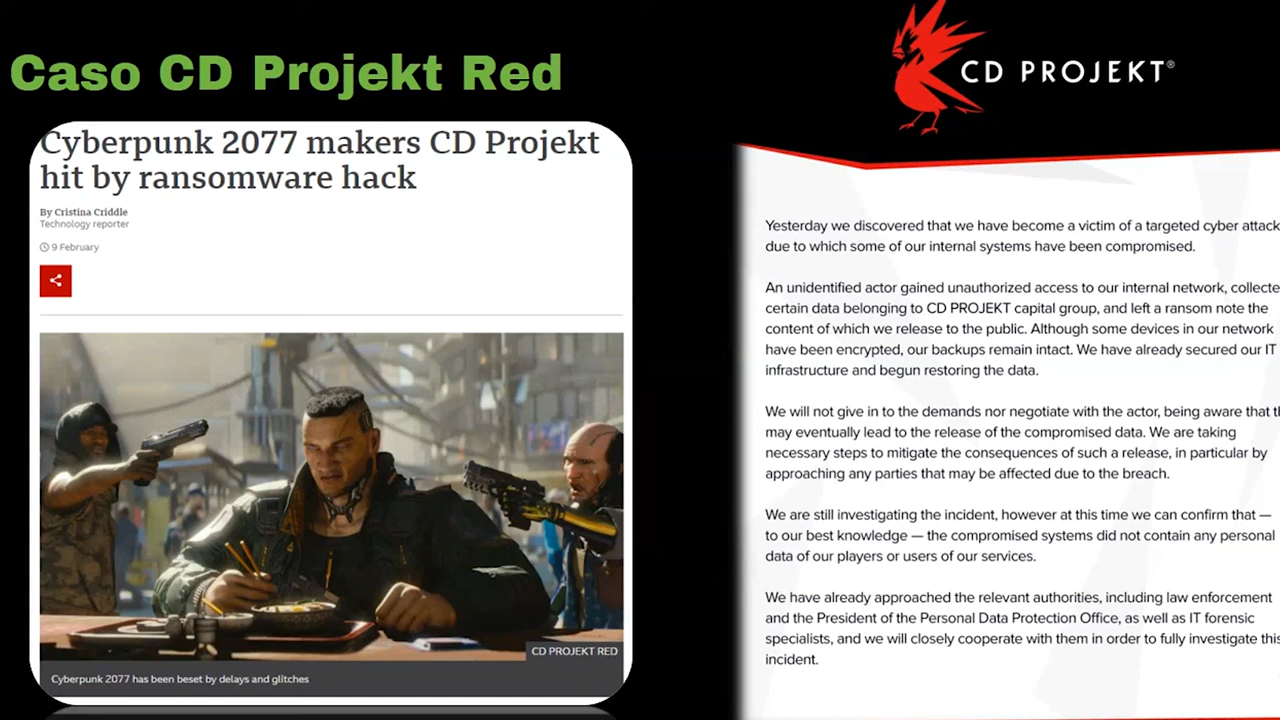 Caso CD Projekt Red
Cyberpunk 2077 makers CD Projekt
hit by ransomware hack
By Cristina Criddle
Technology reporter
9 February
CD PROJEKT RED
Cyberpunk 2077 has been beset by delays and glitches
CD PROJEKT®
Yesterday we discovered that we have become a victim of a targeted cyber attack
due to which some of our internal systems have been compromised.
An unidentified actor gained unauthorized access to our internal network, collecte
certain data belonging to CD PROJEKT capital group, and left a ransom note the
content of which we release to the public. Although some devices in our network
have been encrypted, our backups remain intact. We have already secured our IT
infrastructure and begun restoring the data.
We will not give in to the demands nor negotiate with the actor, being aware that t
may eventually lead to the release of the compromised data. We are taking
necessary steps to mitigate the consequences of such a release, in particular by
approaching any parties that may be affected due to the breach.
We are still investigating the incident, however at this time we can confirm that —
to our best knowledge — the compromised systems did not contain any personal
data of our players or users of our services.
We have already approached the relevant authorities, including law enforcement
and the President of the Personal Data Protection Office, as well as IT forensic
specialists, and we will closely cooperate with them in order to fully investigate this
incident.